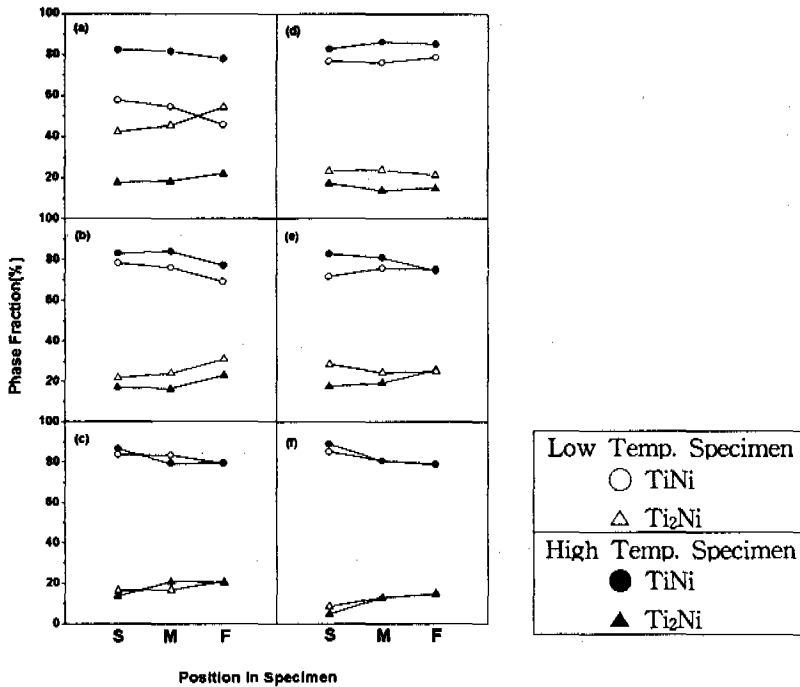 100
(a)
(d)
80
60
40
20
100
(b)
(e)
80
60
Phase Fraction(%)
40
20
100
(c)
(f)
80
60
40
20
0
S M F S M F
Position in Specimen
Low Temp. Specimen
○ TiNi
△ Ti₂Ni
High Temp. Specimen
● TiNi
▲ Ti₂Ni